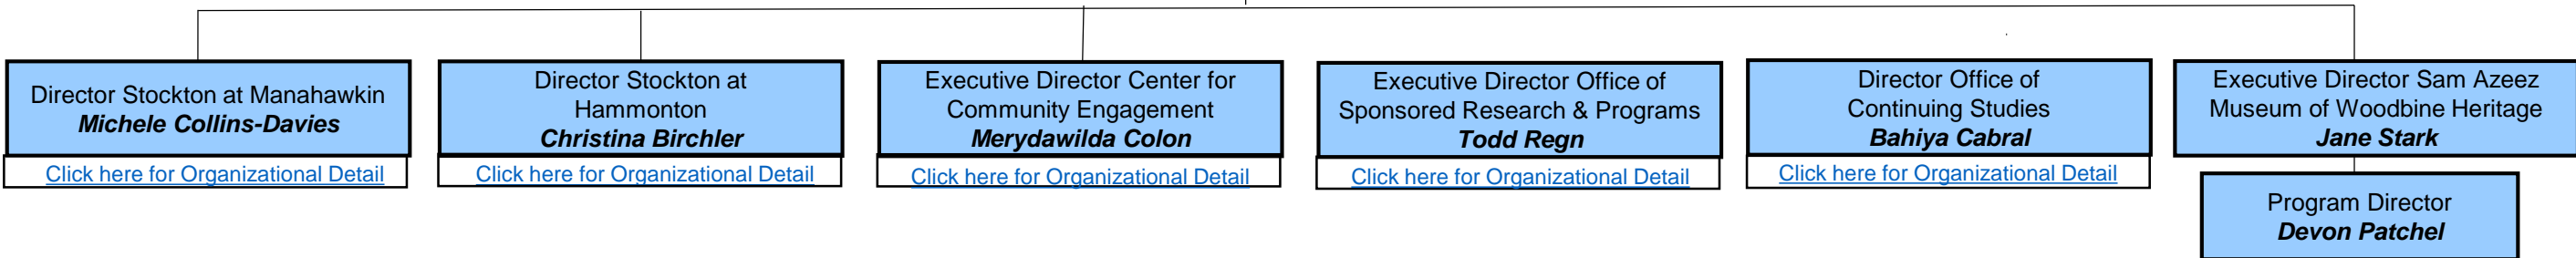 Director Stockton at Manahawkin
Michele Collins-Davies
Click here for Organizational Detail
Director Stockton at
Hammonton
Christina Birchler
Click here for Organizational Detail
Executive Director Center for
Community Engagement
Merydawilda Colon
Click here for Organizational Detail
Executive Director Office of
Sponsored Research & Programs
Todd Regn
Click here for Organizational Detail
Director Office of
Continuing Studies
Bahiya Cabral
Click here for Organizational Detail
Executive Director Sam Azeez
Museum of Woodbine Heritage
Jane Stark
Program Director
Devon Patchel